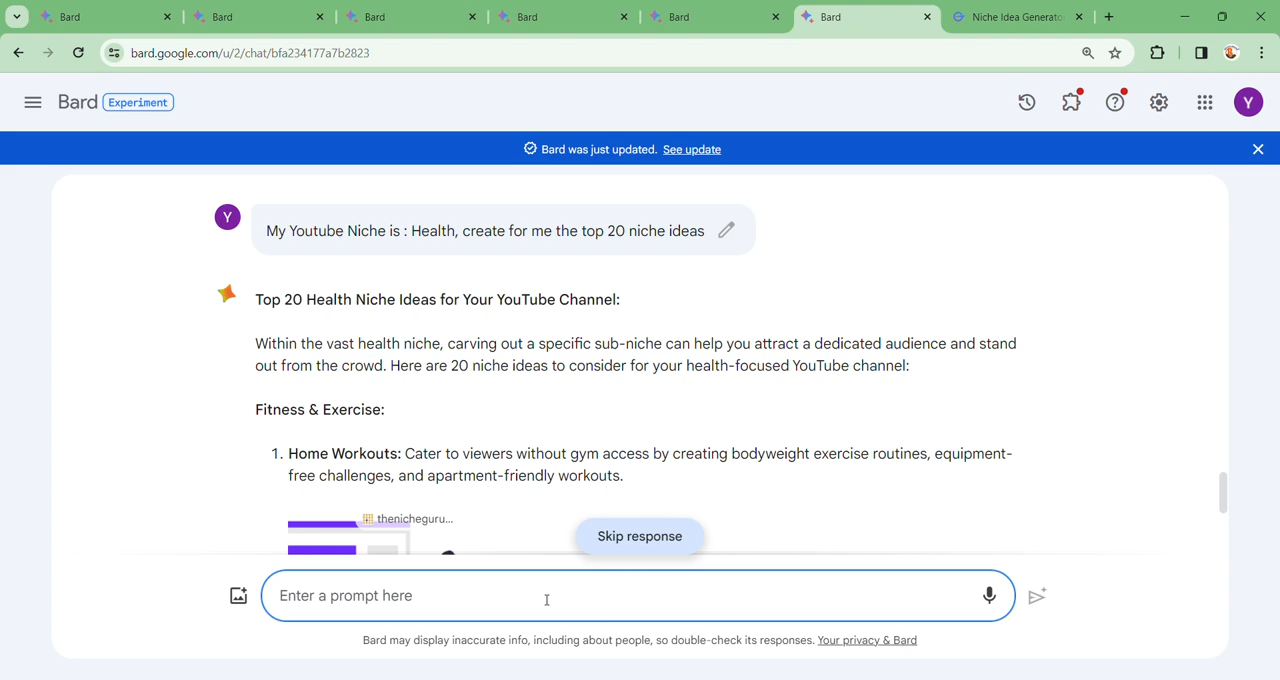 Bard
Bard
Bard
Bard
Bard
Bard
Niche Idea Generato
bard.google.com/u/2/chat/bfa234177a7b2823
Bard Experiment
Y
Bard was just updated. See update
Y
My Youtube Niche is : Health, create for me the top 20 niche ideas
Top 20 Health Niche Ideas for Your YouTube Channel:
Within the vast health niche, carving out a specific sub-niche can help you attract a dedicated audience and stand
out from the crowd. Here are 20 niche ideas to consider for your health-focused YouTube channel:
Fitness & Exercise:
1. Home Workouts: Cater to viewers without gym access by creating bodyweight exercise routines, equipment-
free challenges, and apartment-friendly workouts.
thenicheguru...
Skip response
Enter a prompt here
Bard may display inaccurate info, including about people, so double-check its responses. Your privacy & Bard